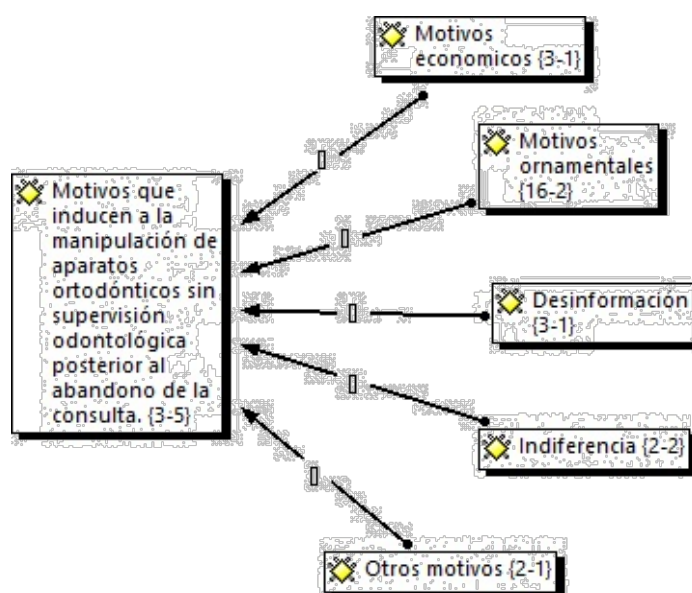 Motivos
economicos {3-1}
Motivos
ornamentales
{16-2}
Motivos que
inducen a la
manipulación de
aparatos
ortodónticos sin
supervisión
odontológica
posterior al
abandono de la
consulta. {3-5}
Desinformación
{3-1}
Indiferencia {2-2}
Otros motivos {2-1}